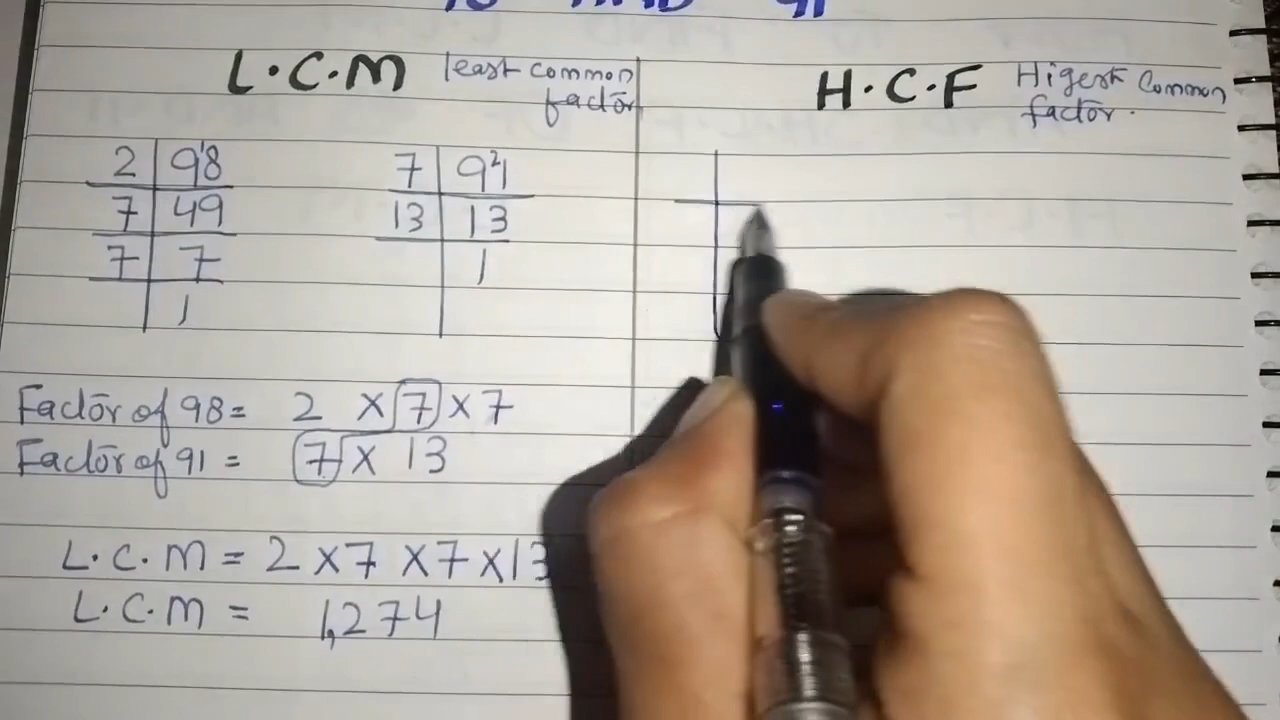 L.C.M least common factor
H.C.F Higest Common factor.
2 | 98
7 | 49
7 | 7
1
7 | 91
13 | 13
1
Factor of 98 = 2 × 7 × 7
Factor of 91 = 7 × 13
L.C.M = 2 × 7 × 7 × 13
L.C.M = 1,274